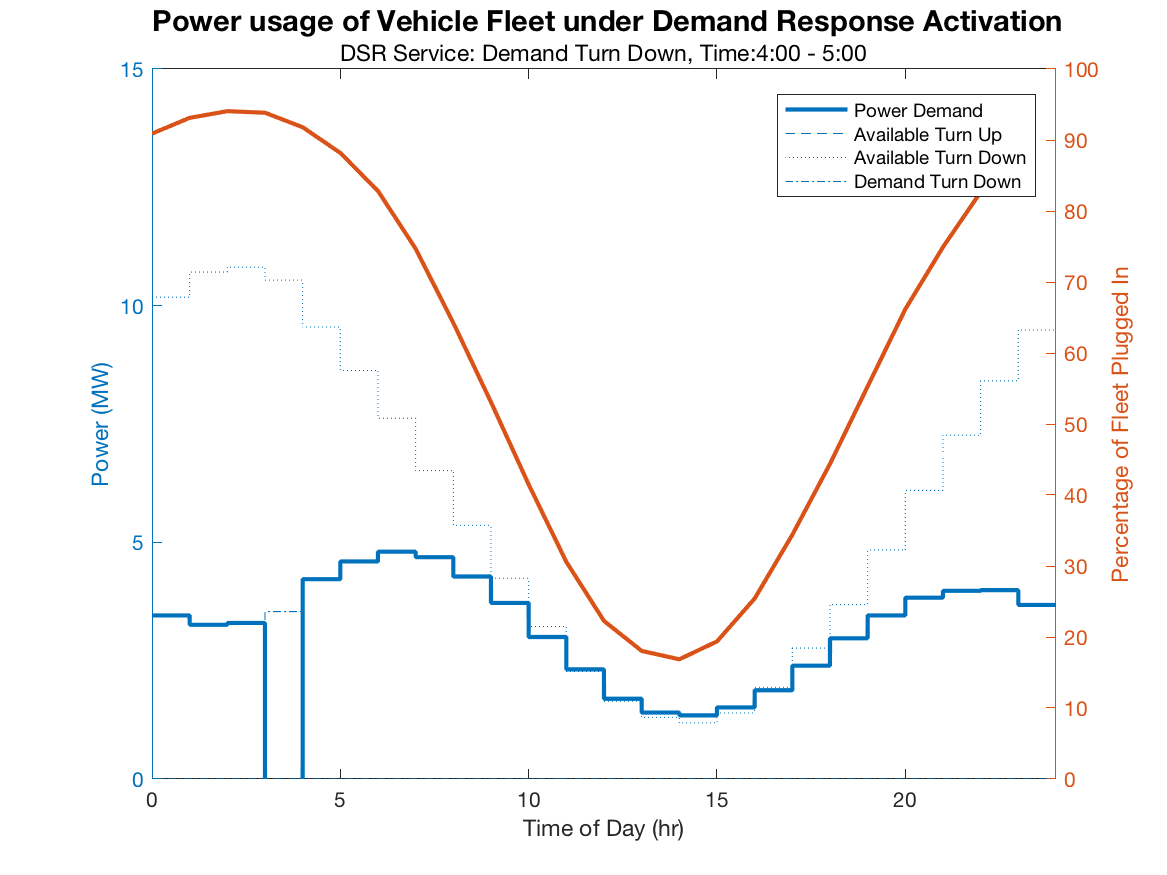 Power usage of Vehicle Fleet under Demand Response Activation
DSR Service: Demand Turn Down, Time:4:00 - 5:00
Power Demand
Available Turn Up
Available Turn Down
Demand Turn Down
Power (MW)
15
10
5
0
Percentage of Fleet Plugged In
100
90
80
70
60
50
40
30
20
10
0
0 5 10 15 20
Time of Day (hr)